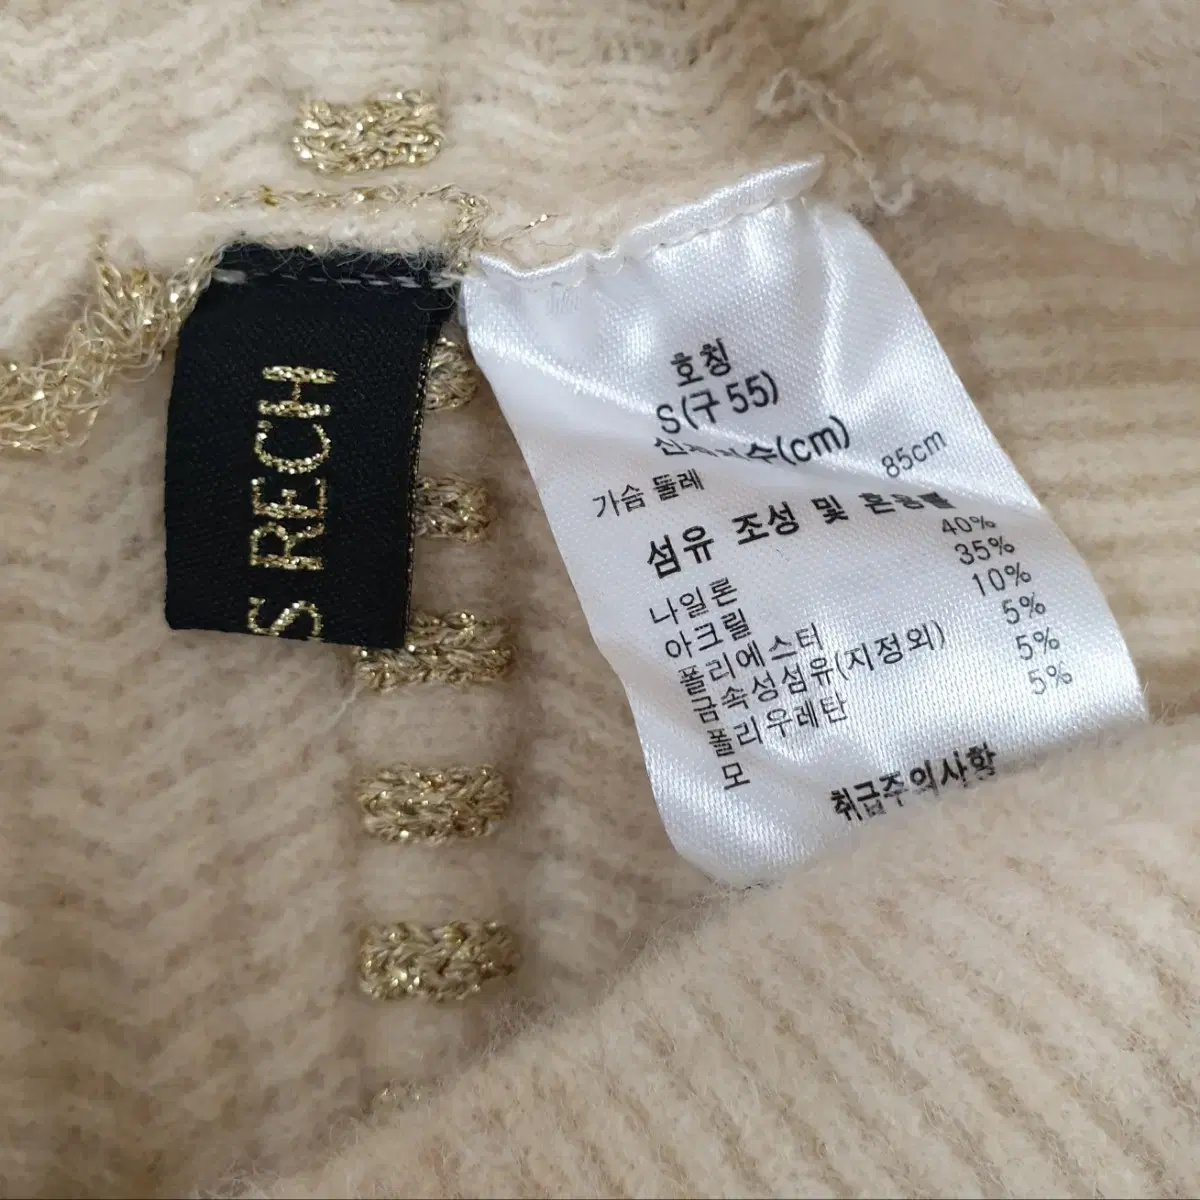 S RECH
호칭
S(구 55)
수(cm)
가슴 둘레 85cm
섬유 조성 및 혼용률
나일론 40%
아크릴 35%
폴리에스터 10%
금속성섬유(지정외) 5%
폴리우레탄 5%
모 5%
취급주의사항